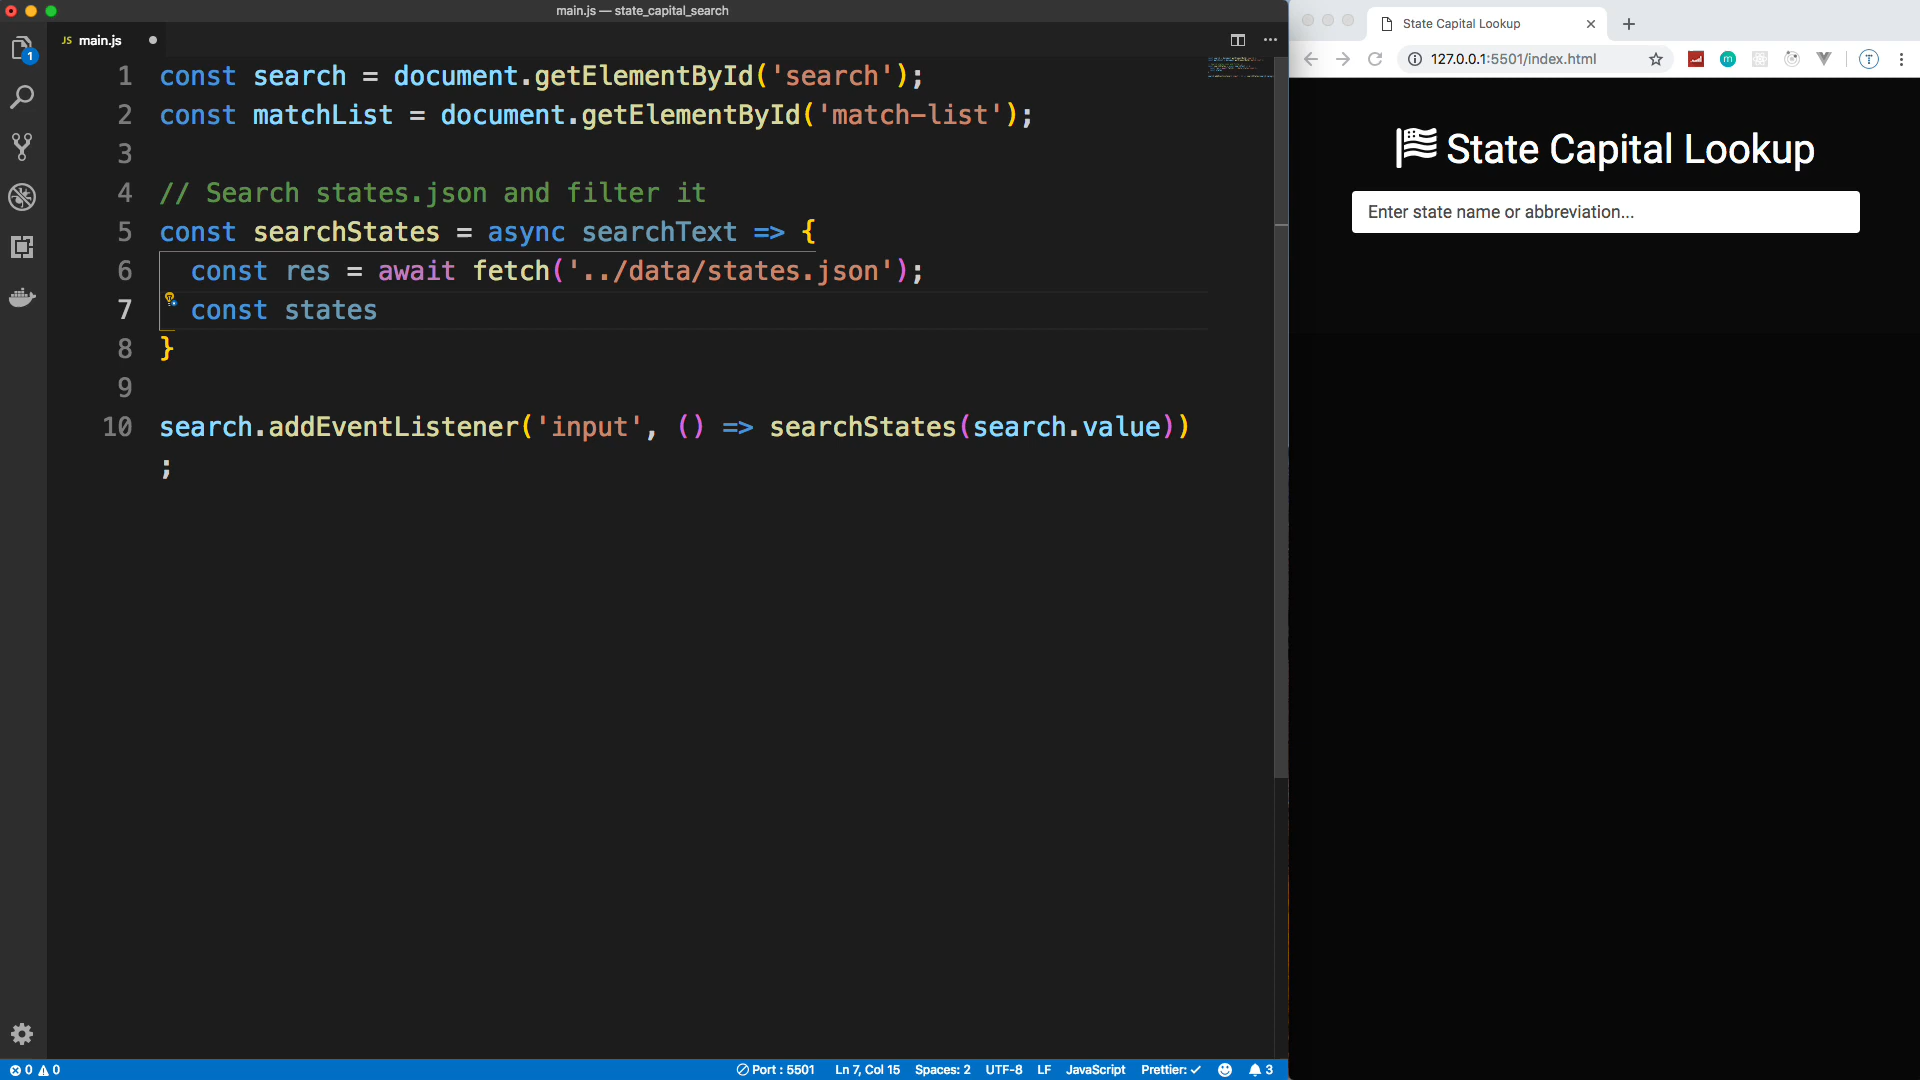 main.js — state_capital_search
JS main.js
1 const search = document.getElementById('search');
2 const matchList = document.getElementById('match-list');
3
4 // Search states.json and filter it
5 const searchStates = async searchText => {
6 const res = await fetch('../data/states.json');
7 const states
8 }
9
10 search.addEventListener('input', () => searchStates(search.value))
;
1
0 0
Port : 5501 Ln 7, Col 15 Spaces: 2 UTF-8 LF JavaScript Prettier: ✓ 3
State Capital Lookup
127.0.0.1:5501/index.html
m
T
State Capital Lookup
Enter state name or abbreviation...